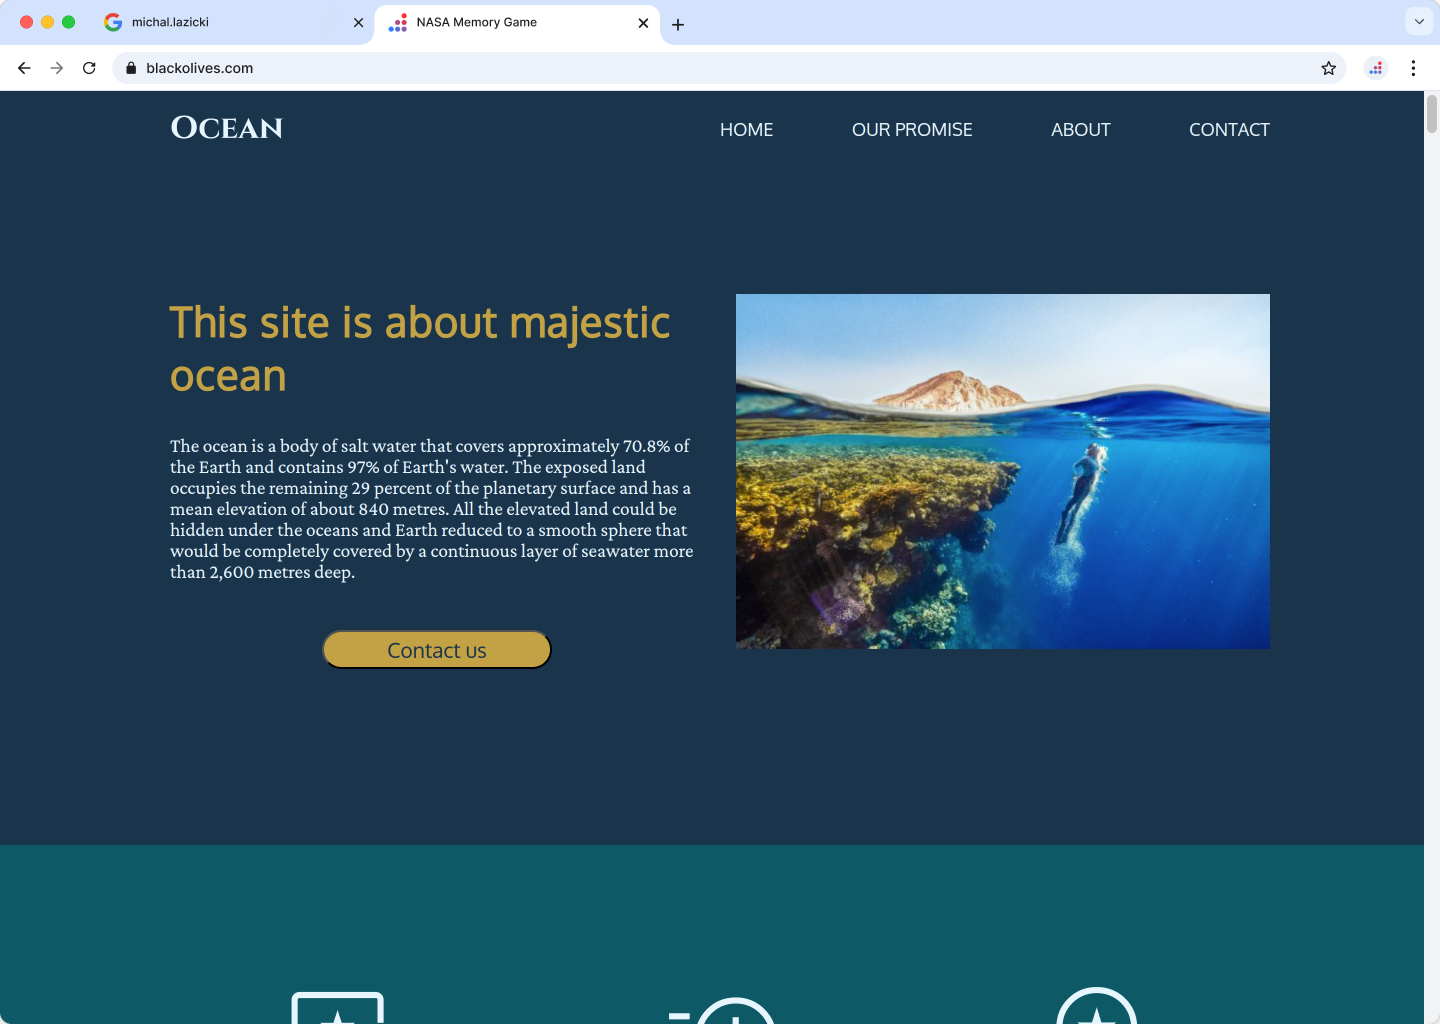 michal.lazicki
NASA Memory Game
blackolives.com
OCEAN
HOME
OUR PROMISE
ABOUT
CONTACT
This site is about majestic
ocean
The ocean is a body of salt water that covers approximately 70.8% of
the Earth and contains 97% of Earth's water. The exposed land
occupies the remaining 29 percent of the planetary surface and has a
mean elevation of about 840 metres. All the elevated land could be
hidden under the oceans and Earth reduced to a smooth sphere that
would be completely covered by a continuous layer of seawater more
than 2,600 metres deep.
Contact us